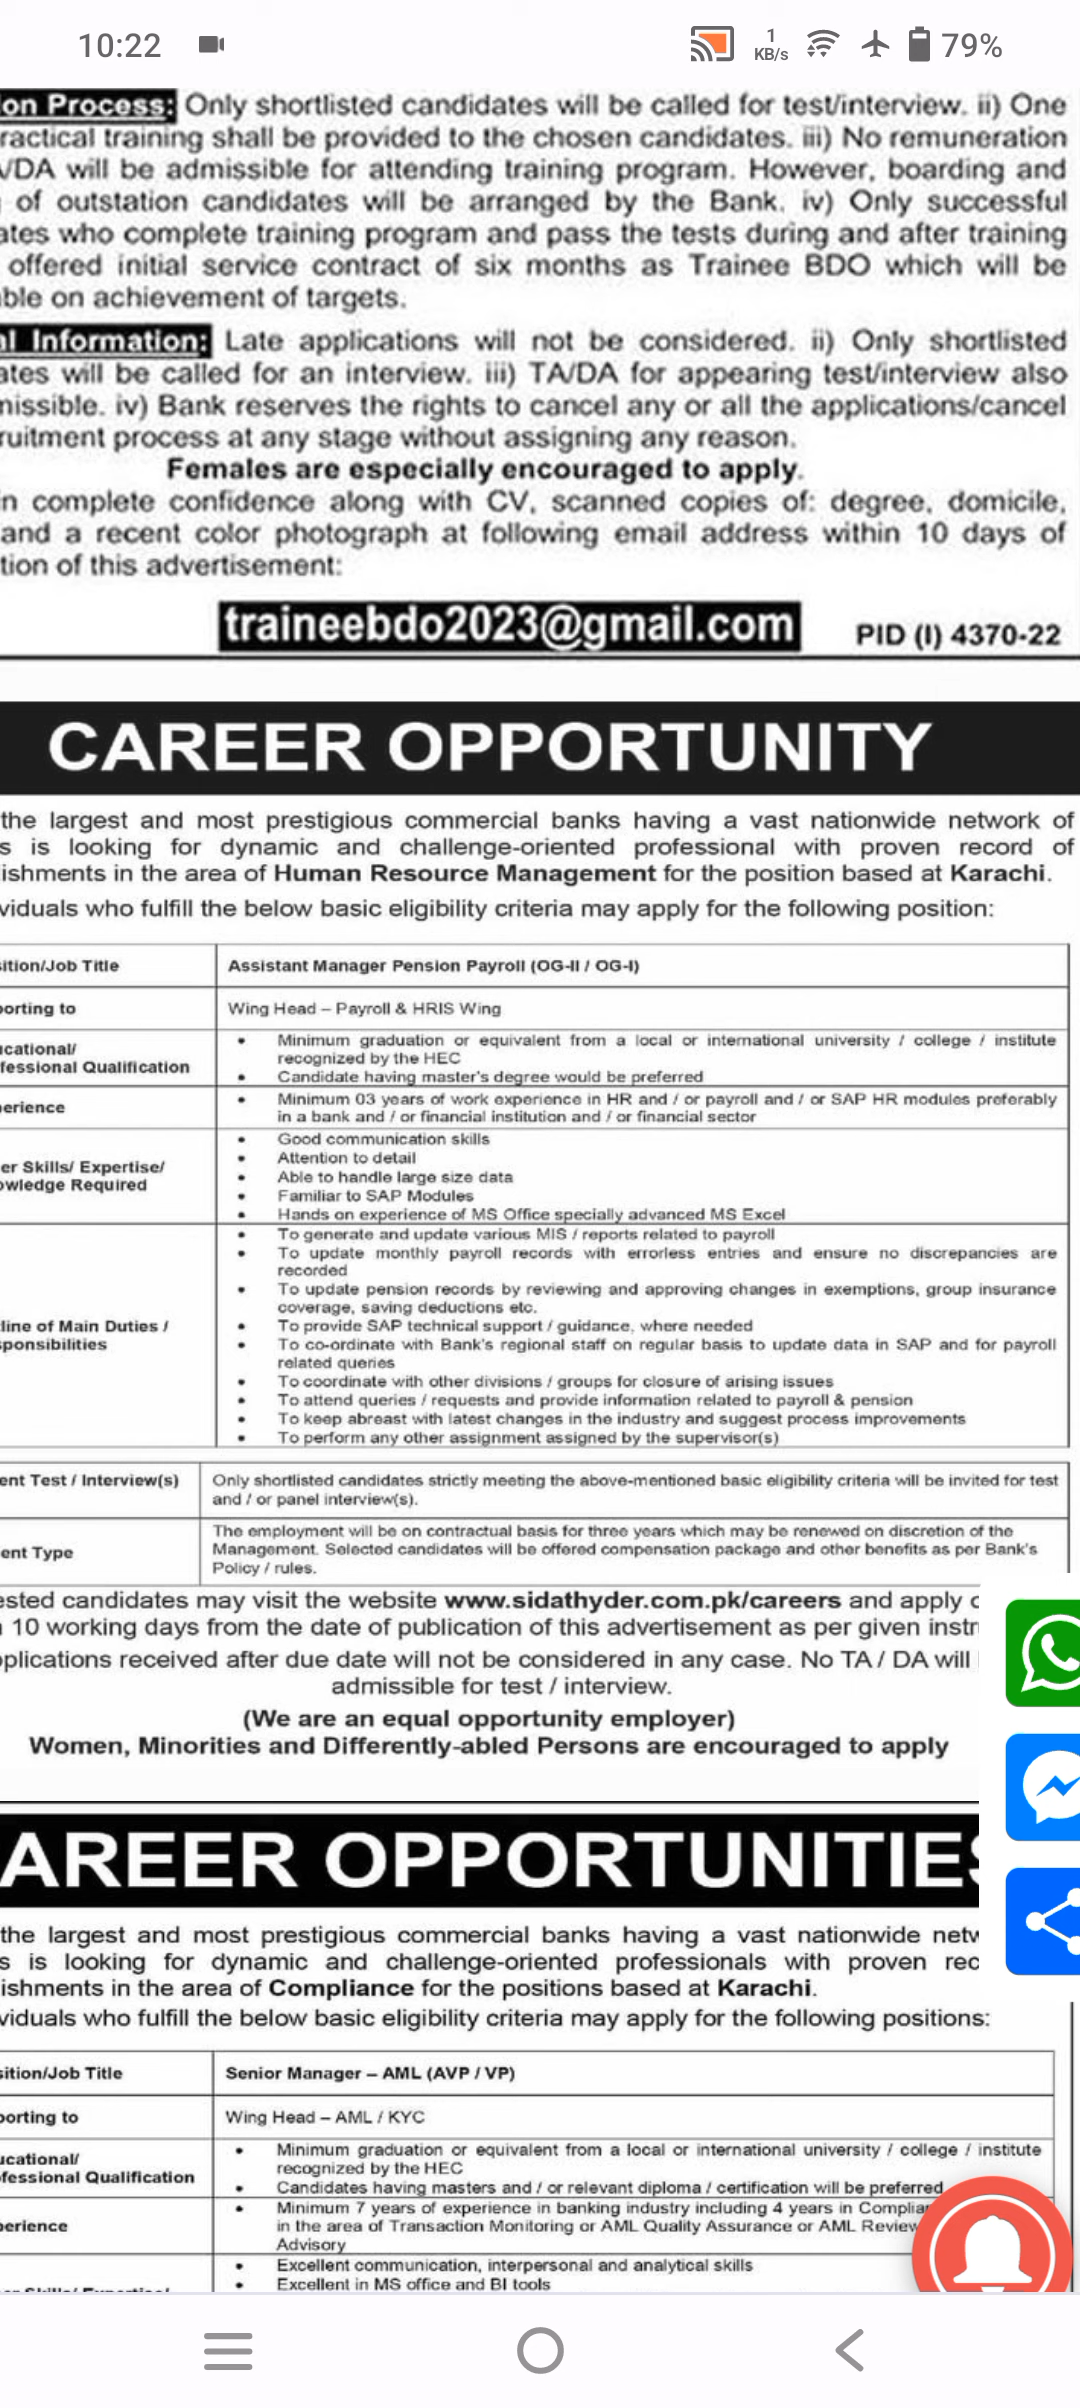 10:22
1
KB/s
79%
ion Process: Only shortlisted candidates will be called for test/interview. ii) One
ractical training shall be provided to the chosen candidates. iii) No remuneration
/DA will be admissible for attending training program. However, boarding and
of outstation candidates will be arranged by the Bank. iv) Only successful
ates who complete training program and pass the tests during and after training
offered initial service contract of six months as Trainee BDO which will be
ble on achievement of targets.
al Information: Late applications will not be considered. ii) Only shortlisted
ates will be called for an interview. iii) TA/DA for appearing test/interview also
nissible. iv) Bank reserves the rights to cancel any or all the applications/cancel
ruitment process at any stage without assigning any reason.
Females are especially encouraged to apply.
n complete confidence along with CV, scanned copies of: degree, domicile,
and a recent color photograph at following email address within 10 days of
tion of this advertisement:
traineebdo2023@gmail.com
PID (I) 4370-22
CAREER OPPORTUNITY
the largest and most prestigious commercial banks having a vast nationwide network of
s is looking for dynamic and challenge-oriented professional with proven record of
ishments in the area of Human Resource Management for the position based at Karachi.
viduals who fulfill the below basic eligibility criteria may apply for the following position:
ition/Job Title
Assistant Manager Pension Payroll (OG-II / OG-I)
orting to
Wing Head – Payroll & HRIS Wing
ucational/
fessional Qualification
• Minimum graduation or equivalent from a local or international university / college / institute
recognized by the HEC
• Candidate having master's degree would be preferred
erience
• Minimum 03 years of work experience in HR and / or payroll and / or SAP HR modules preferably
in a bank and / or financial institution and / or financial sector
er Skills/ Expertise/
owledge Required
• Good communication skills
• Attention to detail
• Able to handle large size data
• Familiar to SAP Modules
• Hands on experience of MS Office specially advanced MS Excel
line of Main Duties /
sponsibilities
• To generate and update various MIS / reports related to payroll
• To update monthly payroll records with errorless entries and ensure no discrepancies are
recorded
• To update pension records by reviewing and approving changes in exemptions, group insurance
coverage, saving deductions etc.
• To provide SAP technical support / guidance, where needed
• To co-ordinate with Bank's regional staff on regular basis to update data in SAP and for payroll
related queries
• To coordinate with other divisions / groups for closure of arising issues
• To attend queries / requests and provide information related to payroll & pension
• To keep abreast with latest changes in the industry and suggest process improvements
• To perform any other assignment assigned by the supervisor(s)
ent Test / Interview(s)
Only shortlisted candidates strictly meeting the above-mentioned basic eligibility criteria will be invited for test
and / or panel interview(s).
ent Type
The employment will be on contractual basis for three years which may be renewed on discretion of the
Management. Selected candidates will be offered compensation package and other benefits as per Bank's
Policy / rules.
ested candidates may visit the website www.sidathyder.com.pk/careers and apply
10 working days from the date of publication of this advertisement as per given instr
plications received after due date will not be considered in any case. No TA / DA will
admissible for test / interview.
(We are an equal opportunity employer)
Women, Minorities and Differently-abled Persons are encouraged to apply
AREER OPPORTUNITIES
the largest and most prestigious commercial banks having a vast nationwide netw
s is looking for dynamic and challenge-oriented professionals with proven rec
ishments in the area of Compliance for the positions based at Karachi.
viduals who fulfill the below basic eligibility criteria may apply for the following positions:
ition/Job Title
Senior Manager – AML (AVP / VP)
orting to
Wing Head – AML / KYC
ucational/
fessional Qualification
• Minimum graduation or equivalent from a local or international university / college / institute
recognized by the HEC
• Candidates having masters and / or relevant diploma / certification will be preferred
erience
• Minimum 7 years of experience in banking industry including 4 years in Complia
in the area of Transaction Monitoring or AML Quality Assurance or AML Review
Advisory
• Excellent communication, interpersonal and analytical skills
• Excellent in MS office and BI tools